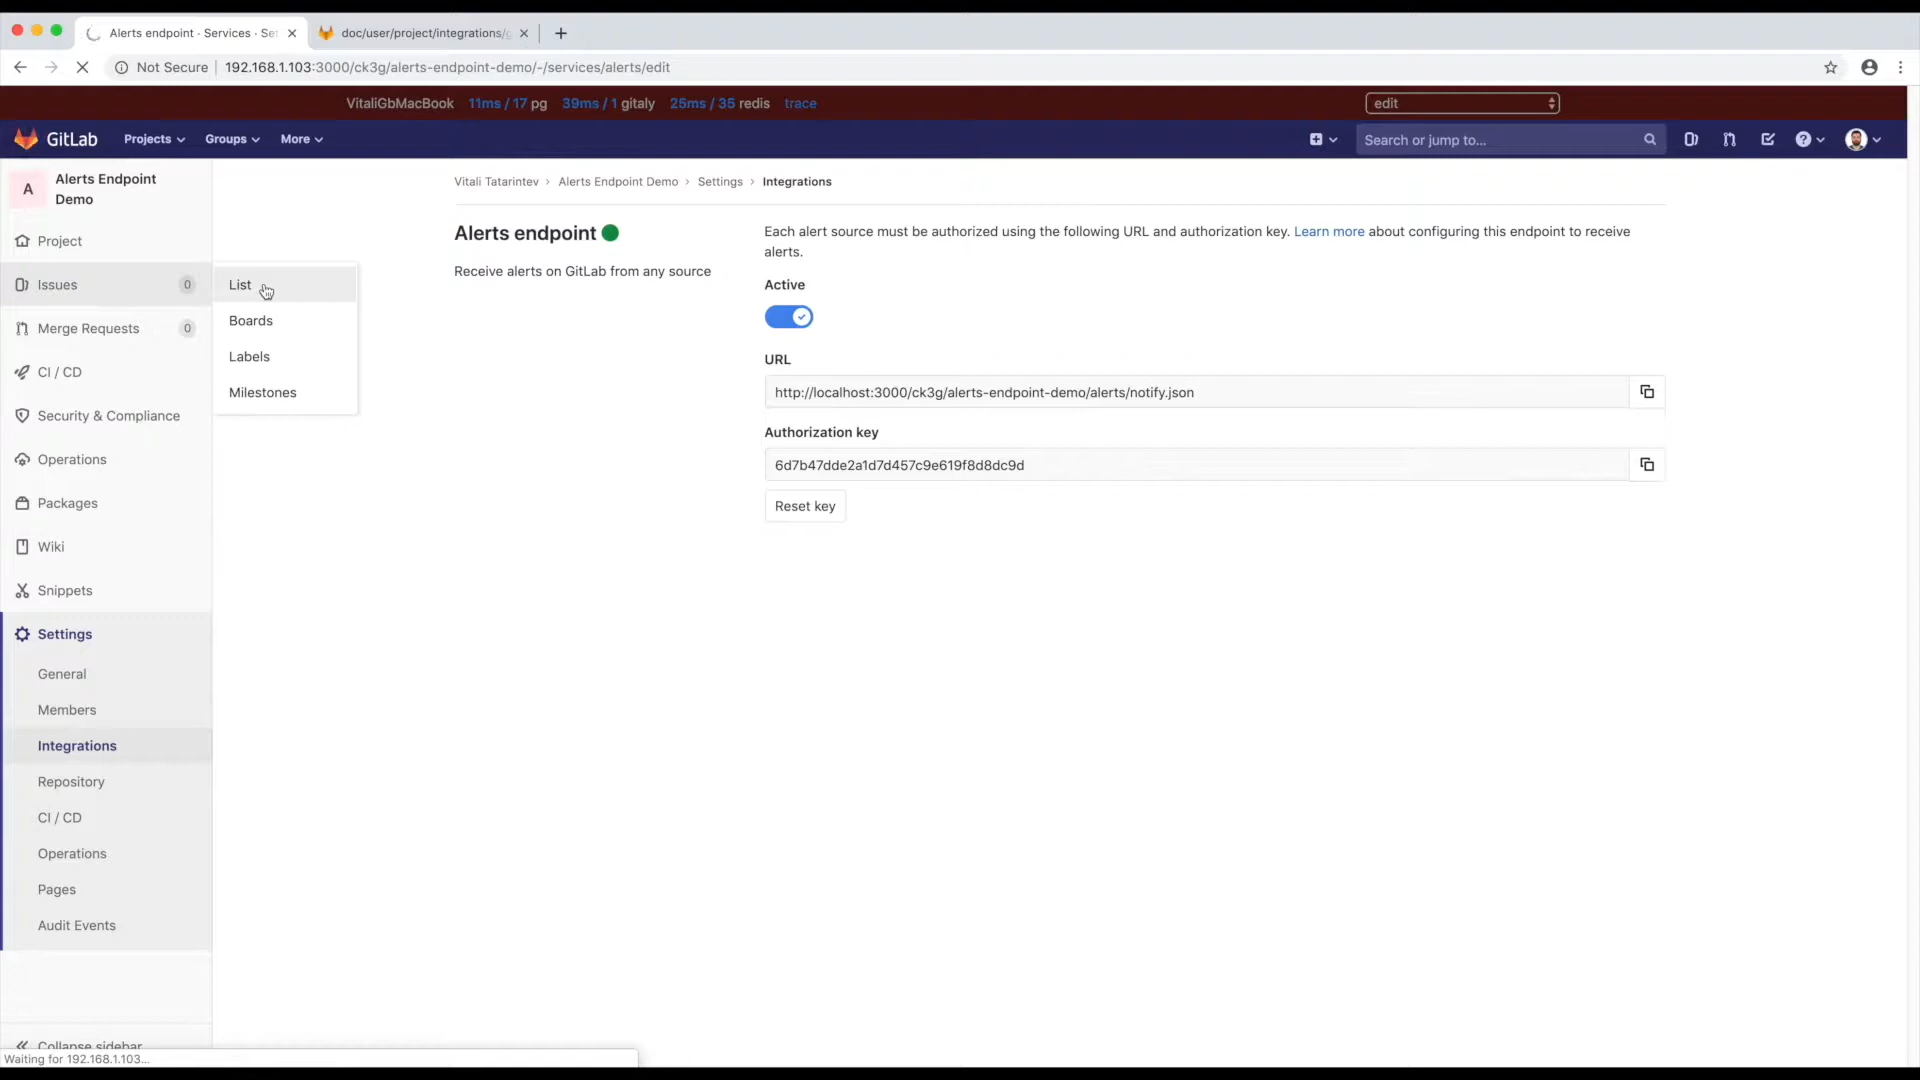 Alerts endpoint · Services · Se
doc/user/project/integrations/
Not Secure
192.168.1.103:3000/ck3g/alerts-endpoint-demo/-/services/alerts/edit
VitaliGbMacBook 11ms / 17 pg 39ms / 1 gitaly 25ms / 35 redis trace
edit
GitLab
Projects
Groups
More
Search or jump to...
A
Alerts Endpoint
Demo
Project
Issues 0
Merge Requests 0
CI / CD
Security & Compliance
Operations
Packages
Wiki
Snippets
Settings
General
Members
Integrations
Repository
CI / CD
Operations
Pages
Audit Events
Collapse sidebar
Waiting for 192.168.1.103...
List
Boards
Labels
Milestones
Vitali Tatarintev › Alerts Endpoint Demo › Settings › Integrations
Alerts endpoint
Receive alerts on GitLab from any source
Each alert source must be authorized using the following URL and authorization key. Learn more about configuring this endpoint to receive
alerts.
Active
URL
http://localhost:3000/ck3g/alerts-endpoint-demo/alerts/notify.json
Authorization key
6d7b47dde2a1d7d457c9e619f8d8dc9d
Reset key